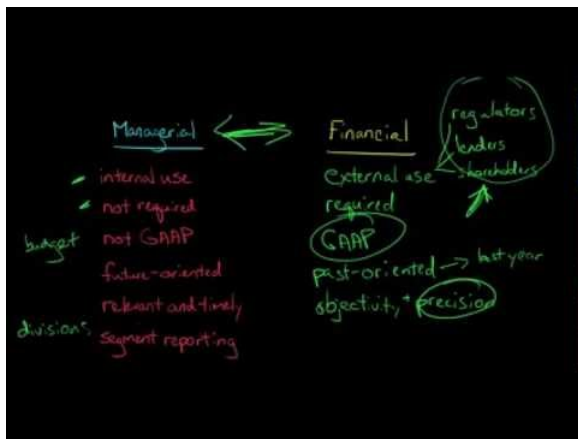 Managerial
internal use
not required
budget
not GAAP
future-oriented
relevant and timely
divisions
segment reporting
Financial
external use
required
GAAP
past-oriented → last year
objectivity + precision
regulators
lenders
shareholders